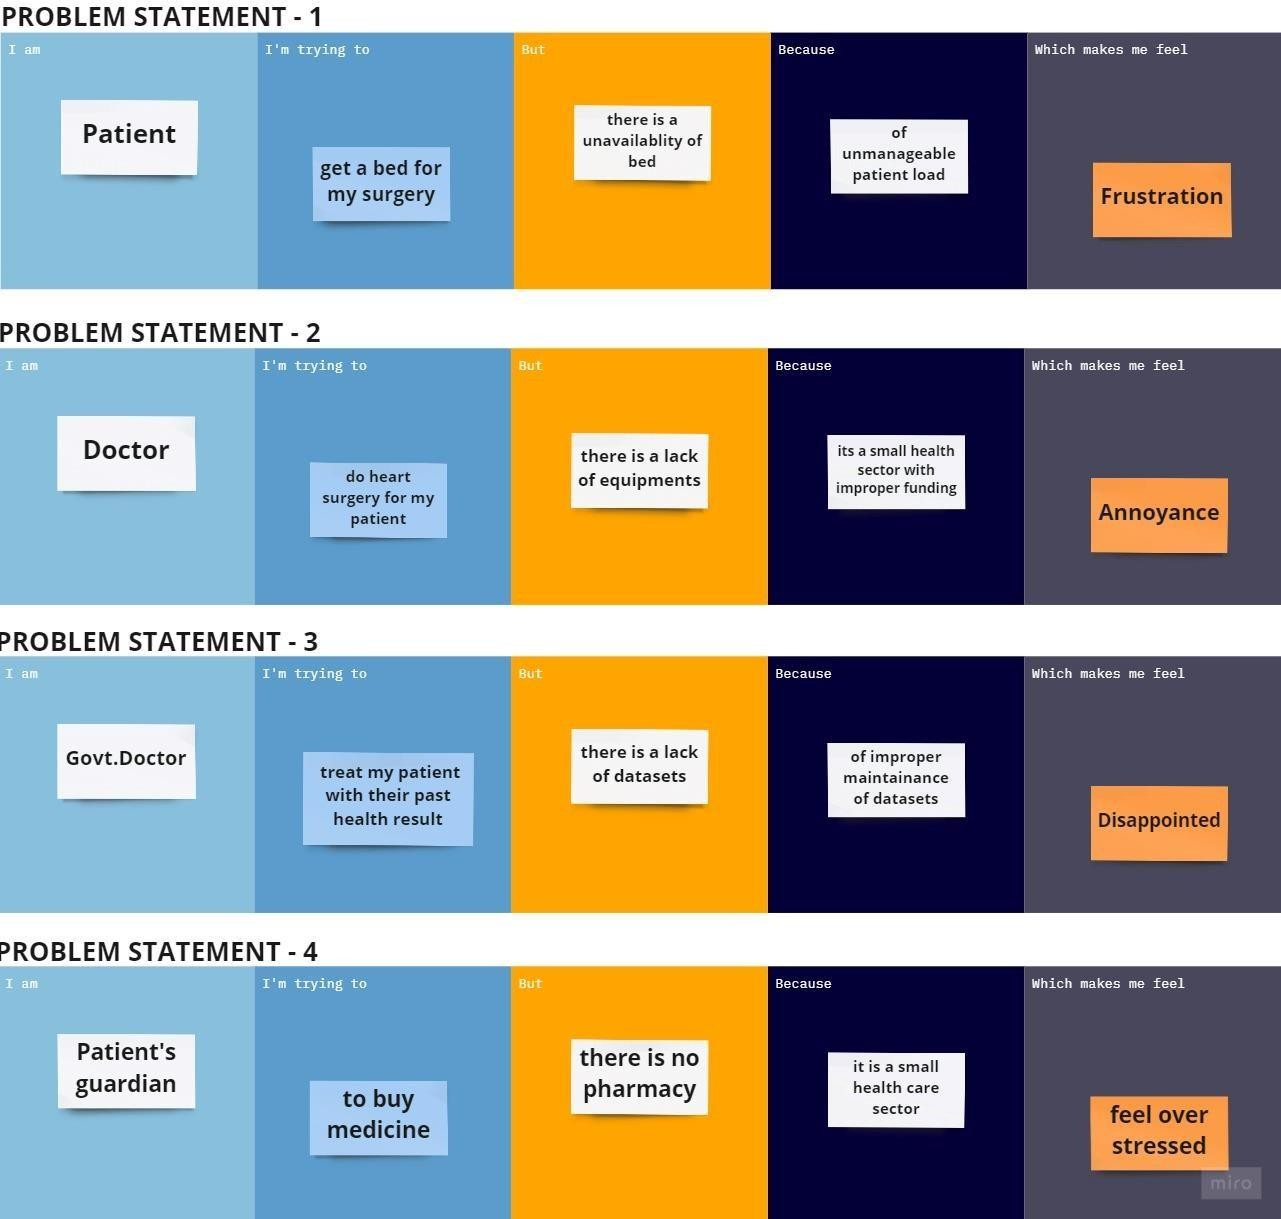 PROBLEM STATEMENT - 1
I am
Patient
I'm trying to
get a bed for
my surgery
But
there is a
unavailablity of
bed
Because
of
unmanageable
patient load
Which makes me feel
Frustration
PROBLEM STATEMENT - 2
I am
Doctor
I'm trying to
do heart
surgery for my
patient
But
there is a lack
of equipments
Because
its a small health
sector with
improper funding
Which makes me feel
Annoyance
PROBLEM STATEMENT - 3
I am
Govt.Doctor
I'm trying to
treat my patient
with their past
health result
But
there is a lack
of datasets
Because
of improper
maintainance
of datasets
Which makes me feel
Disappointed
PROBLEM STATEMENT - 4
I am
Patient's
guardian
I'm trying to
to buy
medicine
But
there is no
pharmacy
Because
it is a small
health care
sector
Which makes me feel
feel over
stressed
miro